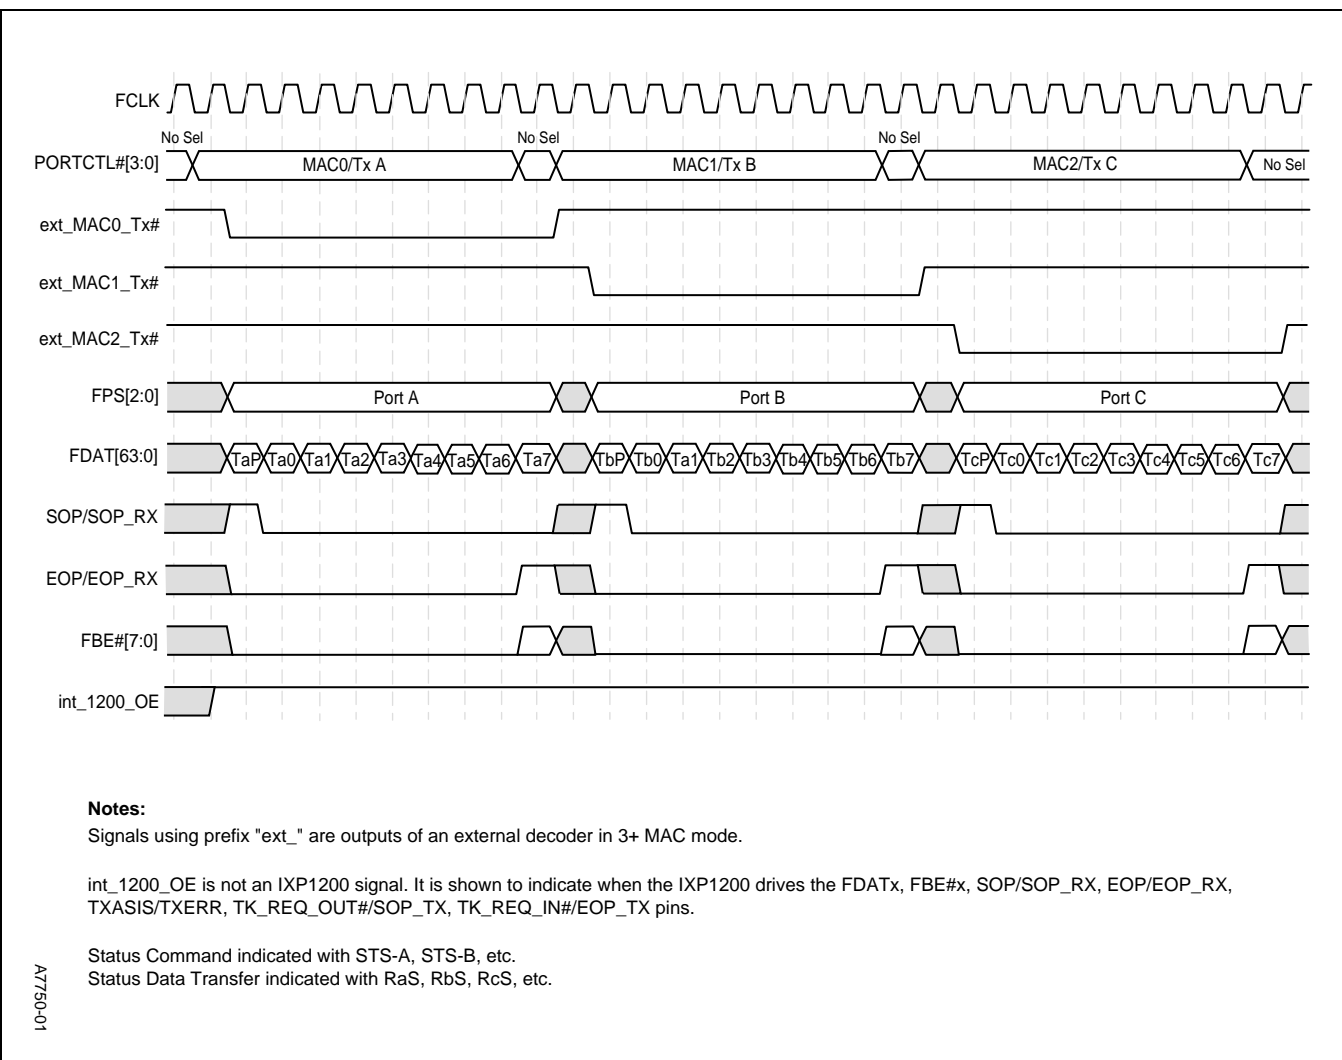 FCLK
No Sel No Sel No Sel
PORTCTL#[3:0] MAC0/Tx A MAC1/Tx B MAC2/Tx C No Sel
ext_MAC0_Tx#
ext_MAC1_Tx#
ext_MAC2_Tx#
FPS[2:0] Port A Port B Port C
FDAT[63:0] TaP Ta0 Ta1 Ta2 Ta3 Ta4 Ta5 Ta6 Ta7 TbP Tb0 Ta1 Tb2 Tb3 Tb4 Tb5 Tb6 Tb7 TcP Tc0 Tc1 Tc2 Tc3 Tc4 Tc5 Tc6 Tc7
SOP/SOP_RX
EOP/EOP_RX
FBE#[7:0]
int_1200_OE
Notes:
Signals using prefix "ext_" are outputs of an external decoder in 3+ MAC mode.
int_1200_OE is not an IXP1200 signal. It is shown to indicate when the IXP1200 drives the FDATx, FBE#x, SOP/SOP_RX, EOP/EOP_RX,
TXASIS/TXERR, TK_REQ_OUT#/SOP_TX, TK_REQ_IN#/EOP_TX pins.
Status Command indicated with STS-A, STS-B, etc.
Status Data Transfer indicated with RaS, RbS, RcS, etc.
A7750-01